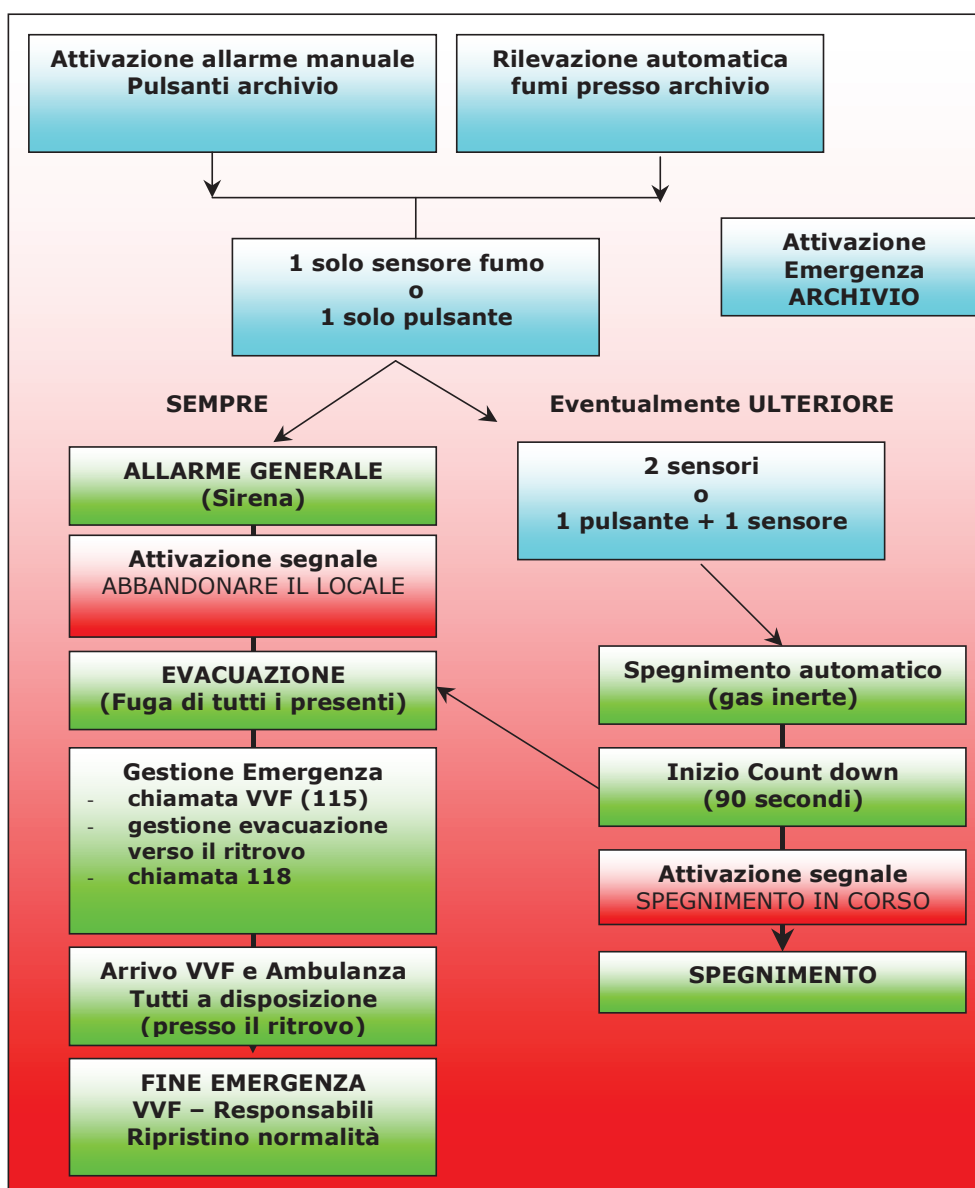 Attivazione allarme manuale
Pulsanti archivio
Rilevazione automatica
fumi presso archivio
1 solo sensore fumo
o
1 solo pulsante
Attivazione
Emergenza
ARCHIVIO
SEMPRE
Eventualmente ULTERIORE
ALLARME GENERALE
(Sirena)
2 sensori
o
1 pulsante + 1 sensore
Attivazione segnale
ABBANDONARE IL LOCALE
EVACUAZIONE
(Fuga di tutti i presenti)
Spegnimento automatico
(gas inerte)
Gestione Emergenza
- chiamata VVF (115)
- gestione evacuazione
verso il ritrovo
- chiamata 118
Inizio Count down
(90 secondi)
Attivazione segnale
SPEGNIMENTO IN CORSO
Arrivo VVF e Ambulanza
Tutti a disposizione
(presso il ritrovo)
SPEGNIMENTO
FINE EMERGENZA
VVF – Responsabili
Ripristino normalità